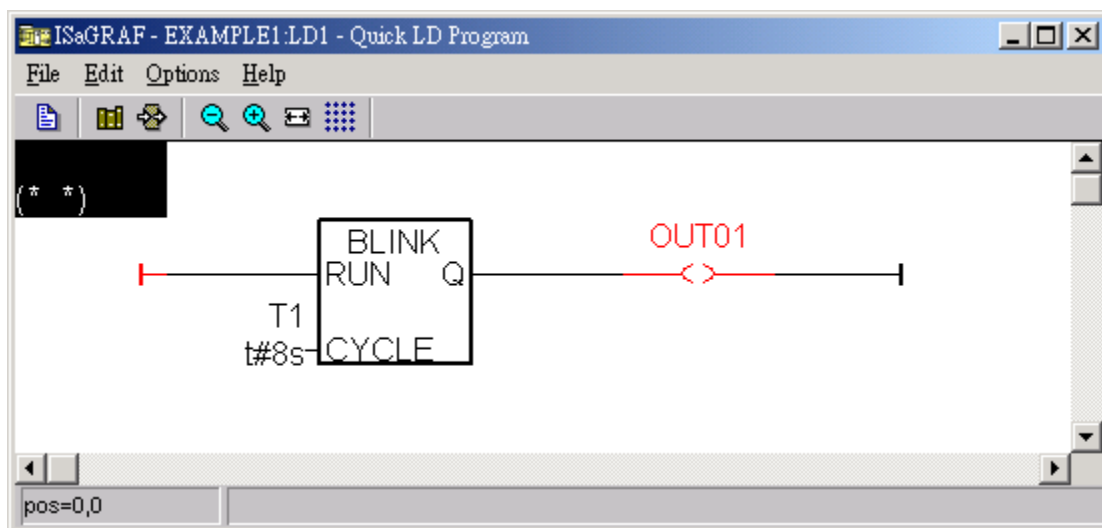 ISaGRAF - EXAMPLE1:LD1 - Quick LD Program
File Edit Options Help
(* *)
BLINK
OUT01
RUN Q
T1
t#8s CYCLE
pos=0,0